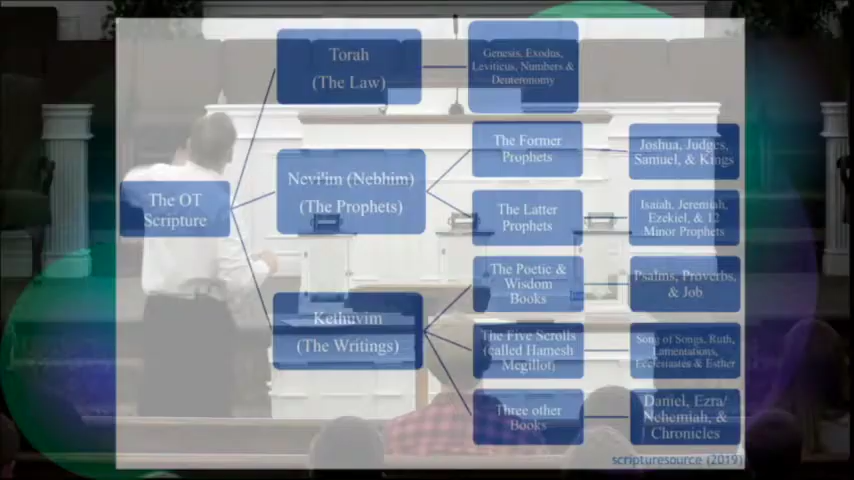 Torah
(The Law)
Genesis, Exodus,
Leviticus, Numbers &
Deuteronomy
The Former
Prophets
Joshua, Judges,
Samuel, & Kings
Nevi'im (Nebhim)
(The Prophets)
The OT
Scripture
The Latter
Prophets
Isaiah, Jeremiah,
Ezekiel, & 12
Minor Prophets
The Poetic &
Wisdom
Books
Psalms, Proverbs,
& Job
Kethuvim
(The Writings)
The Five Scrolls
(called Hamesh
Megillot)
Song of Songs, Ruth,
Lamentations,
Ecclesiastes & Esther
Three other
Books
Daniel, Ezra/
Nehemiah, &
Chronicles
scripturesource (2019)